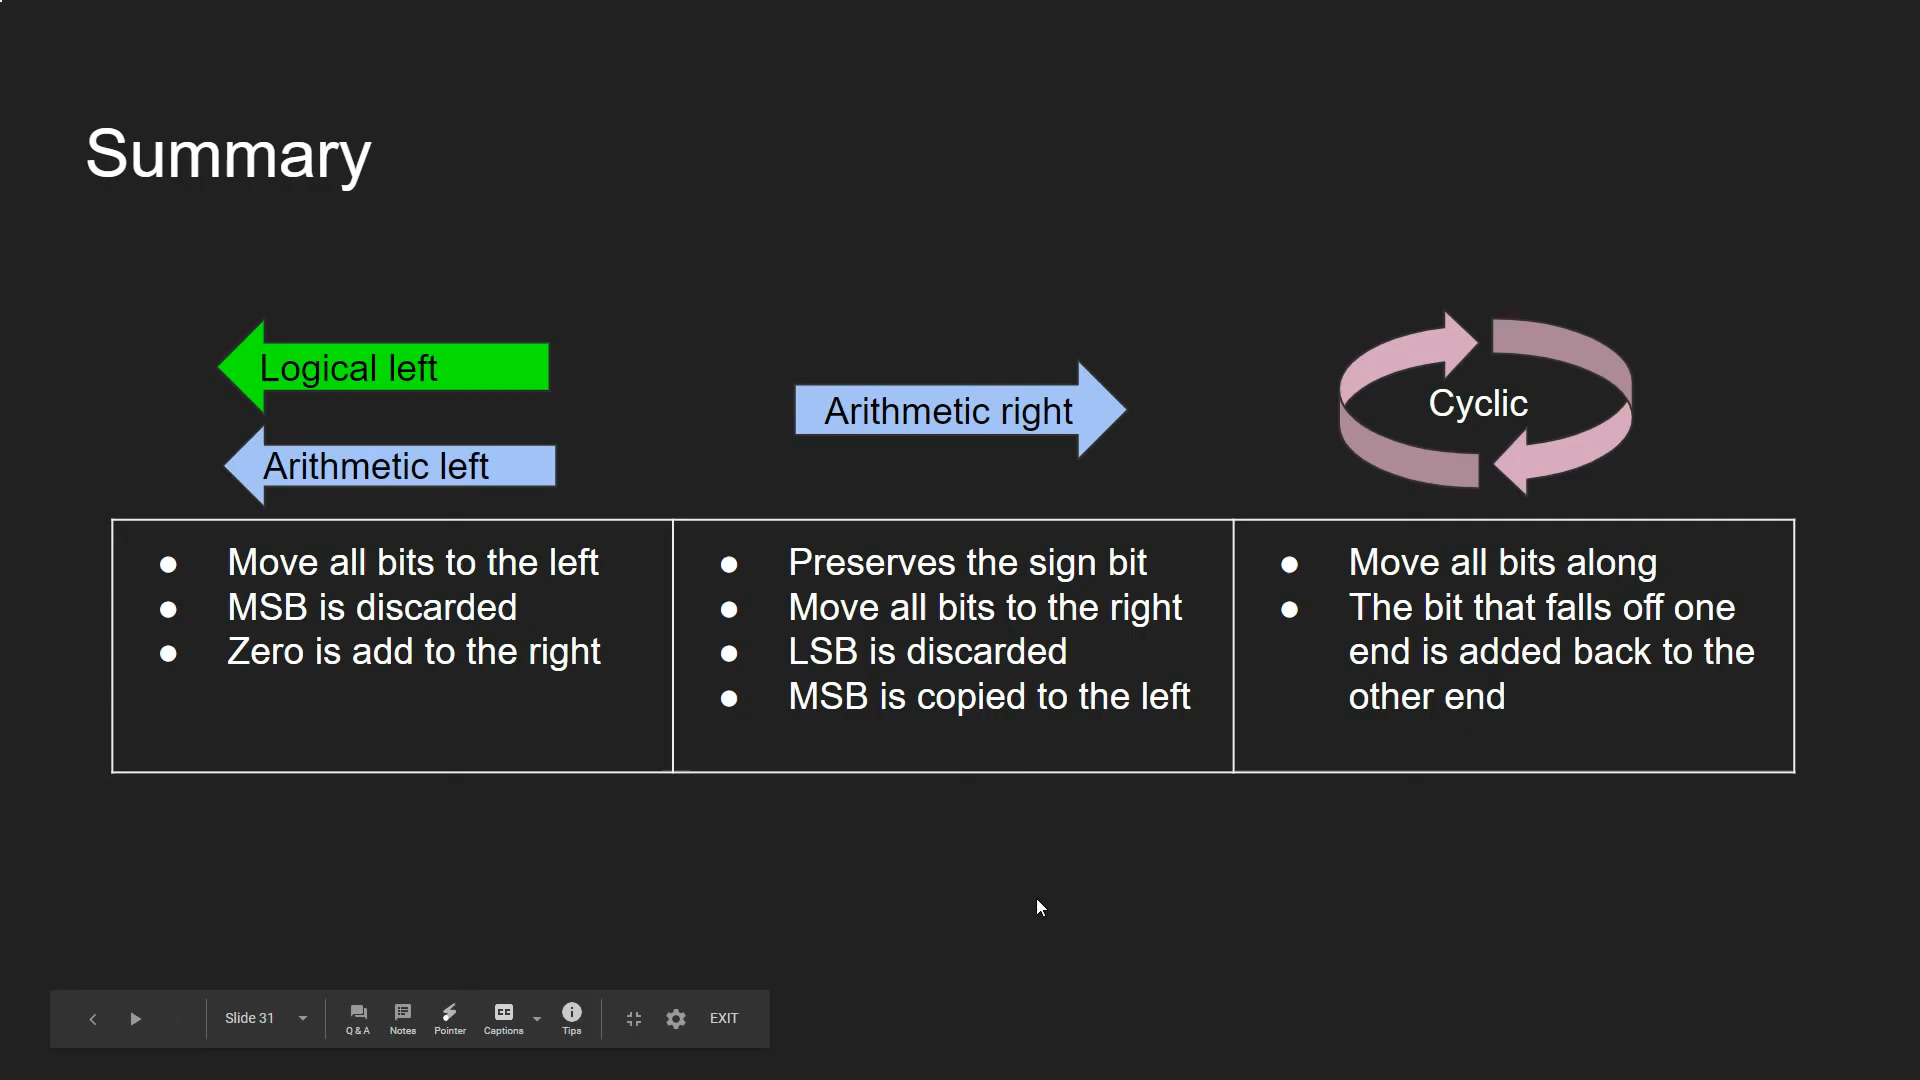 Summary
Logical left
Arithmetic left
Arithmetic right
Cyclic
● Move all bits to the left
● MSB is discarded
● Zero is add to the right
● Preserves the sign bit
● Move all bits to the right
● LSB is discarded
● MSB is copied to the left
● Move all bits along
● The bit that falls off one
end is added back to the
other end
Slide 31
Q & A
Notes
Pointer
CC
Captions
Tips
EXIT